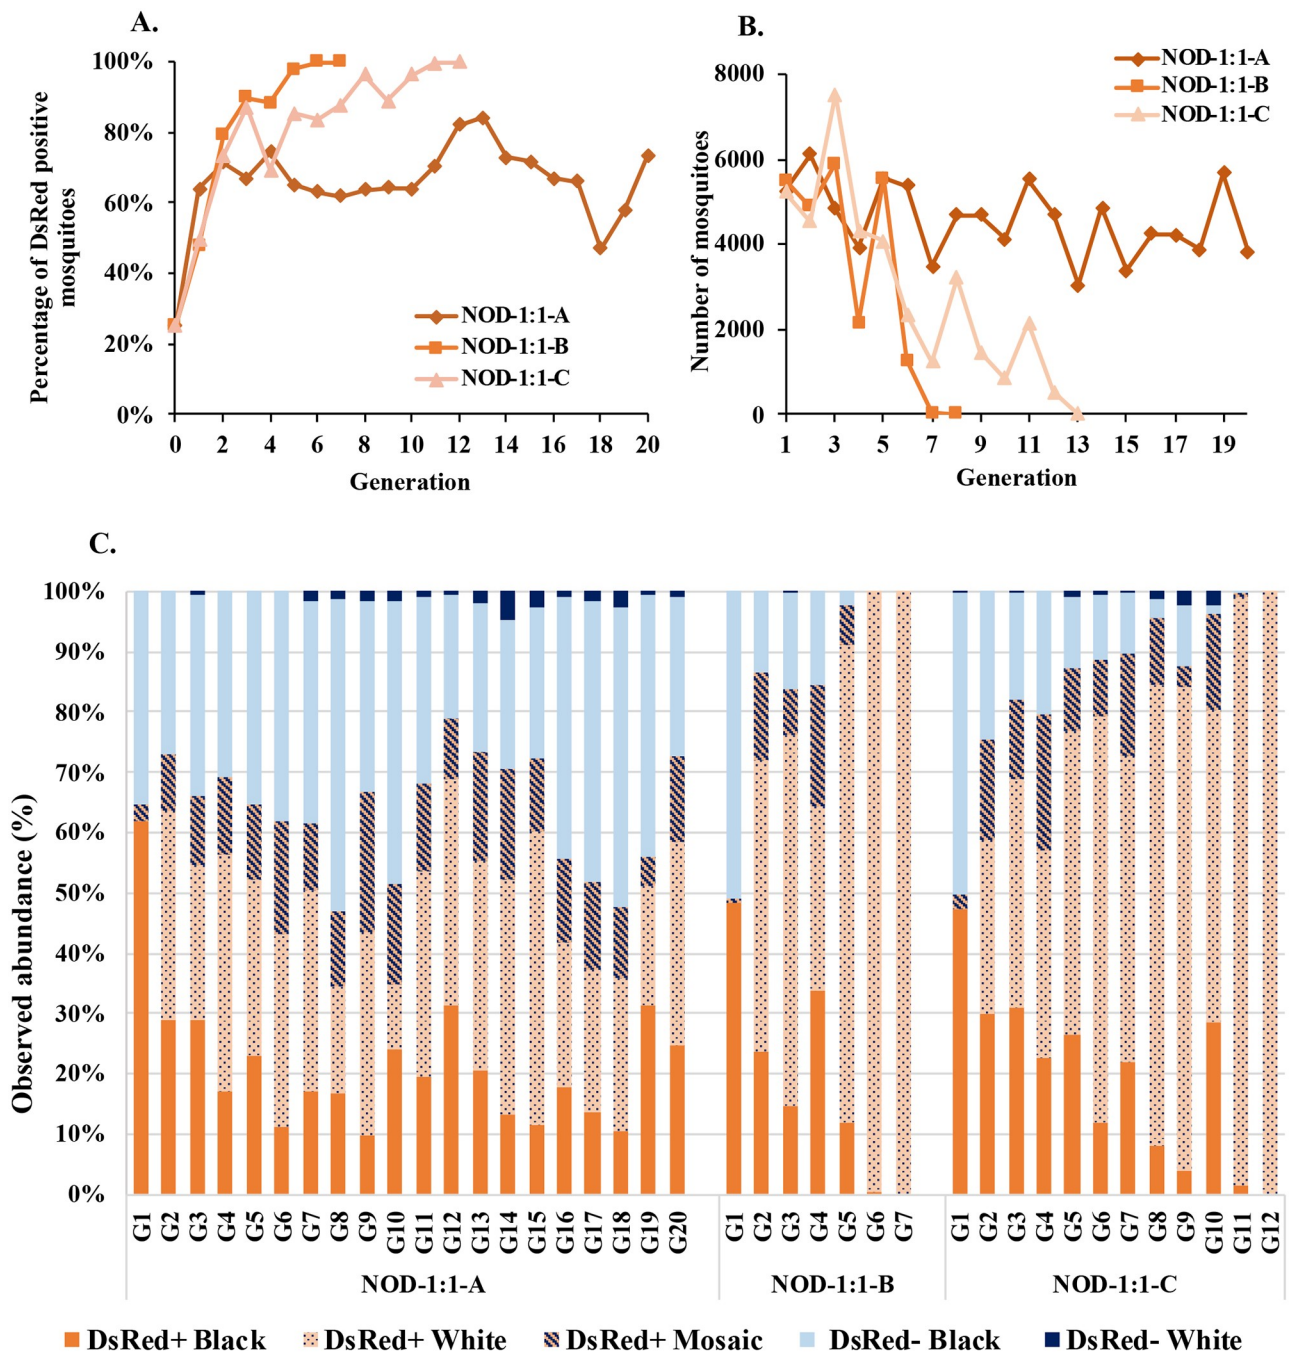 A.
100%
80%
60%
40%
20%
0%
Percentage of DsRed positive
mosquitoes
NOD-1:1-A
NOD-1:1-B
NOD-1:1-C
0 2 4 6 8 10 12 14 16 18 20
Generation
B.
8000
6000
4000
2000
0
Number of mosquitoes
NOD-1:1-A
NOD-1:1-B
NOD-1:1-C
1 3 5 7 9 11 13 15 17 19
Generation
C.
100%
90%
80%
70%
60%
50%
40%
30%
20%
10%
0%
Observed abundance (%)
G1 G2 G3 G4 G5 G6 G7 G8 G9 G10 G11 G12 G13 G14 G15 G16 G17 G18 G19 G20 G1 G2 G3 G4 G5 G6 G7 G1 G2 G3 G4 G5 G6 G7 G8 G9 G10 G11 G12
NOD-1:1-A NOD-1:1-B NOD-1:1-C
DsRed+ Black DsRed+ White DsRed+ Mosaic DsRed- Black DsRed- White